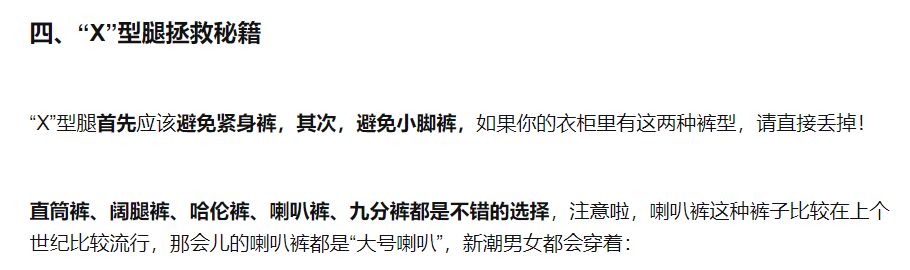 四、“X”型腿拯救秘籍
“X”型腿首先应该避免紧身裤，其次，避免小脚裤，如果你的衣柜里有这两种裤型，请直接丢掉！
直筒裤、阔腿裤、哈伦裤、喇叭裤、九分裤都是不错的选择，注意啦，喇叭裤这种裤子比较在上个
世纪比较流行，那会儿的喇叭裤都是“大号喇叭”，新潮男女都会穿着：